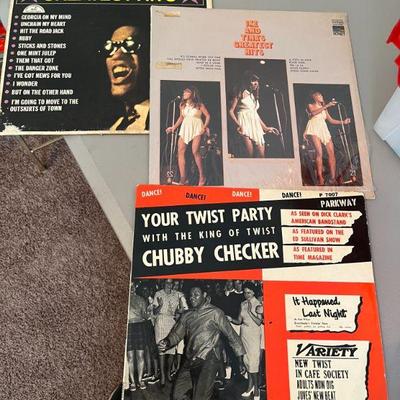 GEORGIA ON MY MIND
UNCHAIN MY HEART
HIT THE ROAD JACK
RUBY
STICKS AND STONES
ONE MINT JULEP
THEM THAT GOT
THE DANGER ZONE
I'VE GOT NEWS FOR YOU
I WONDER
BUT ON THE OTHER HAND
I'M GOING TO MOVE TO THE
OUTSKIRTS OF TOWN
IKE
AND
TINA'S
GREATEST
HITS
DANCE! DANCE! DANCE! DANCE! P 7007
PARKWAY
YOUR TWIST PARTY
WITH THE KING OF TWIST
CHUBBY CHECKER
AS SEEN ON DICK CLARK'S
AMERICAN BANDSTAND
AS FEATURED ON THE
ED SULLIVAN SHOW
AS FEATURED IN
TIME MAGAZINE
It Happened
Last Night
VARIETY
NEW TWIST
IN CAFE SOCIETY
ADULTS NOW DIG
JUVES' NEW BEAT